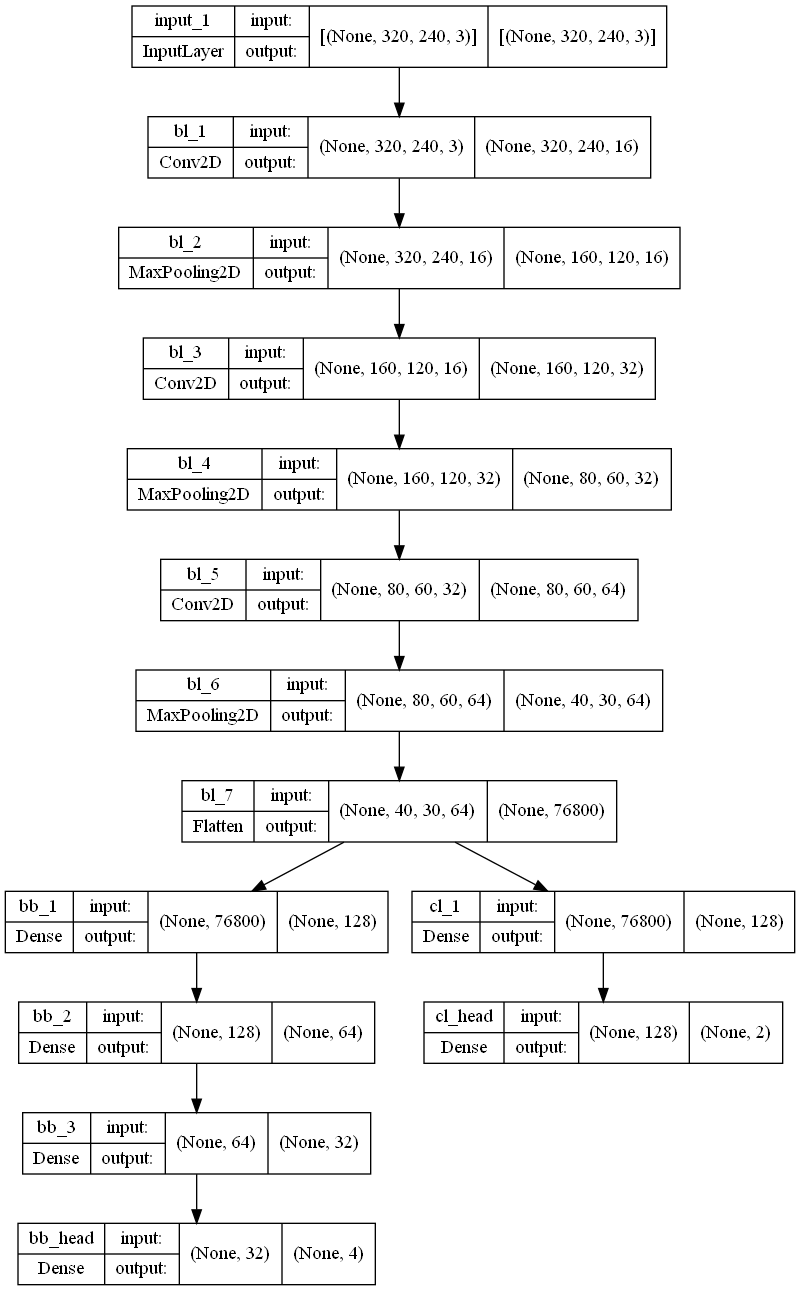 input_1
InputLayer
input:
output:
[(None, 320, 240, 3)]
[(None, 320, 240, 3)]
bl_1
Conv2D
input:
output:
(None, 320, 240, 3)
(None, 320, 240, 16)
bl_2
MaxPooling2D
input:
output:
(None, 320, 240, 16)
(None, 160, 120, 16)
bl_3
Conv2D
input:
output:
(None, 160, 120, 16)
(None, 160, 120, 32)
bl_4
MaxPooling2D
input:
output:
(None, 160, 120, 32)
(None, 80, 60, 32)
bl_5
Conv2D
input:
output:
(None, 80, 60, 32)
(None, 80, 60, 64)
bl_6
MaxPooling2D
input:
output:
(None, 80, 60, 64)
(None, 40, 30, 64)
bl_7
Flatten
input:
output:
(None, 40, 30, 64)
(None, 76800)
bb_1
Dense
input:
output:
(None, 76800)
(None, 128)
cl_1
Dense
input:
output:
(None, 76800)
(None, 128)
bb_2
Dense
input:
output:
(None, 128)
(None, 64)
cl_head
Dense
input:
output:
(None, 128)
(None, 2)
bb_3
Dense
input:
output:
(None, 64)
(None, 32)
bb_head
Dense
input:
output:
(None, 32)
(None, 4)